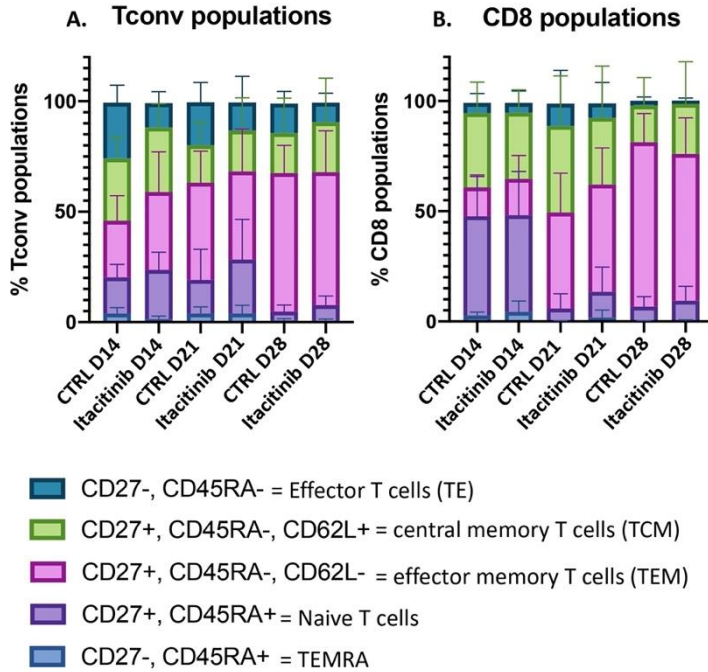 A. Tconv populations
% Tconv populations
100
50
0
CTRL D14
Itacitinib D14
CTRL D21
Itacitinib D21
CTRL D28
Itacitinib D28
B. CD8 populations
% CD8 populations
100
50
0
CTRL D14
Itacitinib D14
CTRL D21
Itacitinib D21
CTRL D28
Itacitinib D28
CD27-, CD45RA- = Effector T cells (TE)
CD27+, CD45RA-, CD62L+ = central memory T cells (TCM)
CD27+, CD45RA-, CD62L- = effector memory T cells (TEM)
CD27+, CD45RA+ = Naive T cells
CD27-, CD45RA+ = TEMRA